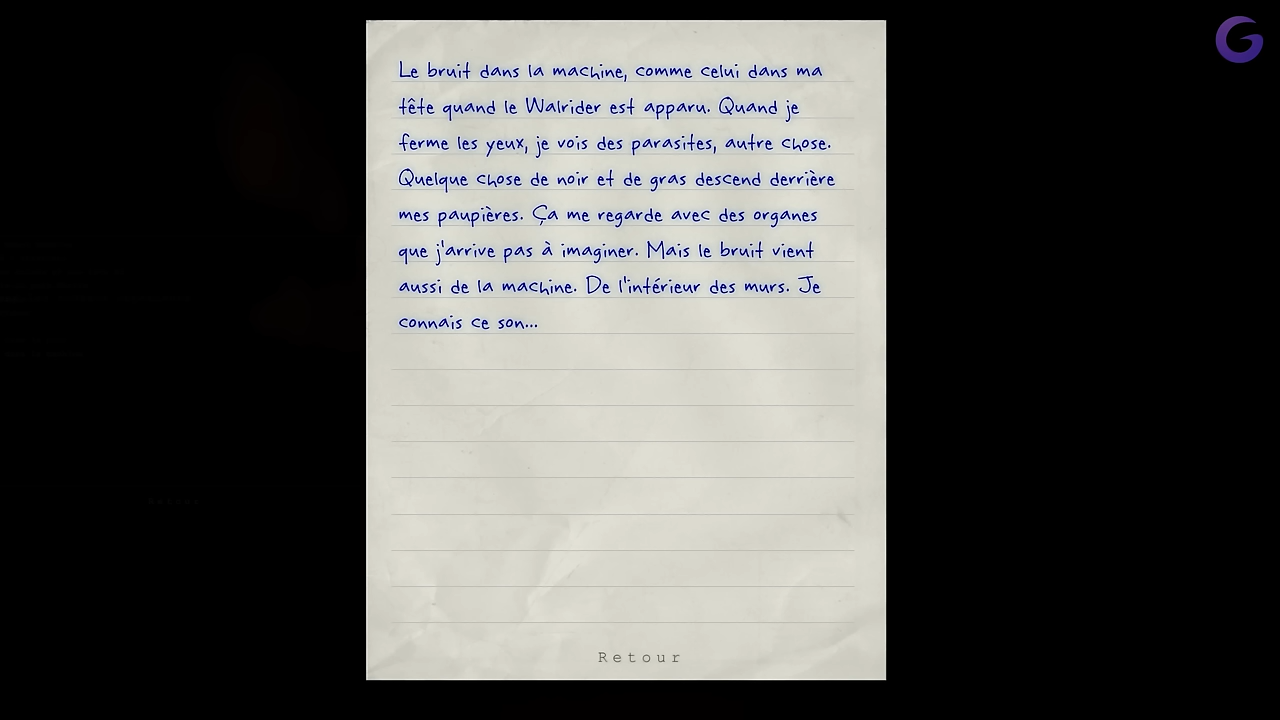 Le bruit dans la machine, comme celui dans ma
tête quand le Walrider est apparu. Quand je
ferme les yeux, je vois des parasites, autre chose.
Quelque chose de noir et de gras descend derrière
mes paupières. Ça me regarde avec des organes
que j'arrive pas à imaginer. Mais le bruit vient
aussi de la machine. De l'intérieur des murs. Je
connais ce son...
Retour